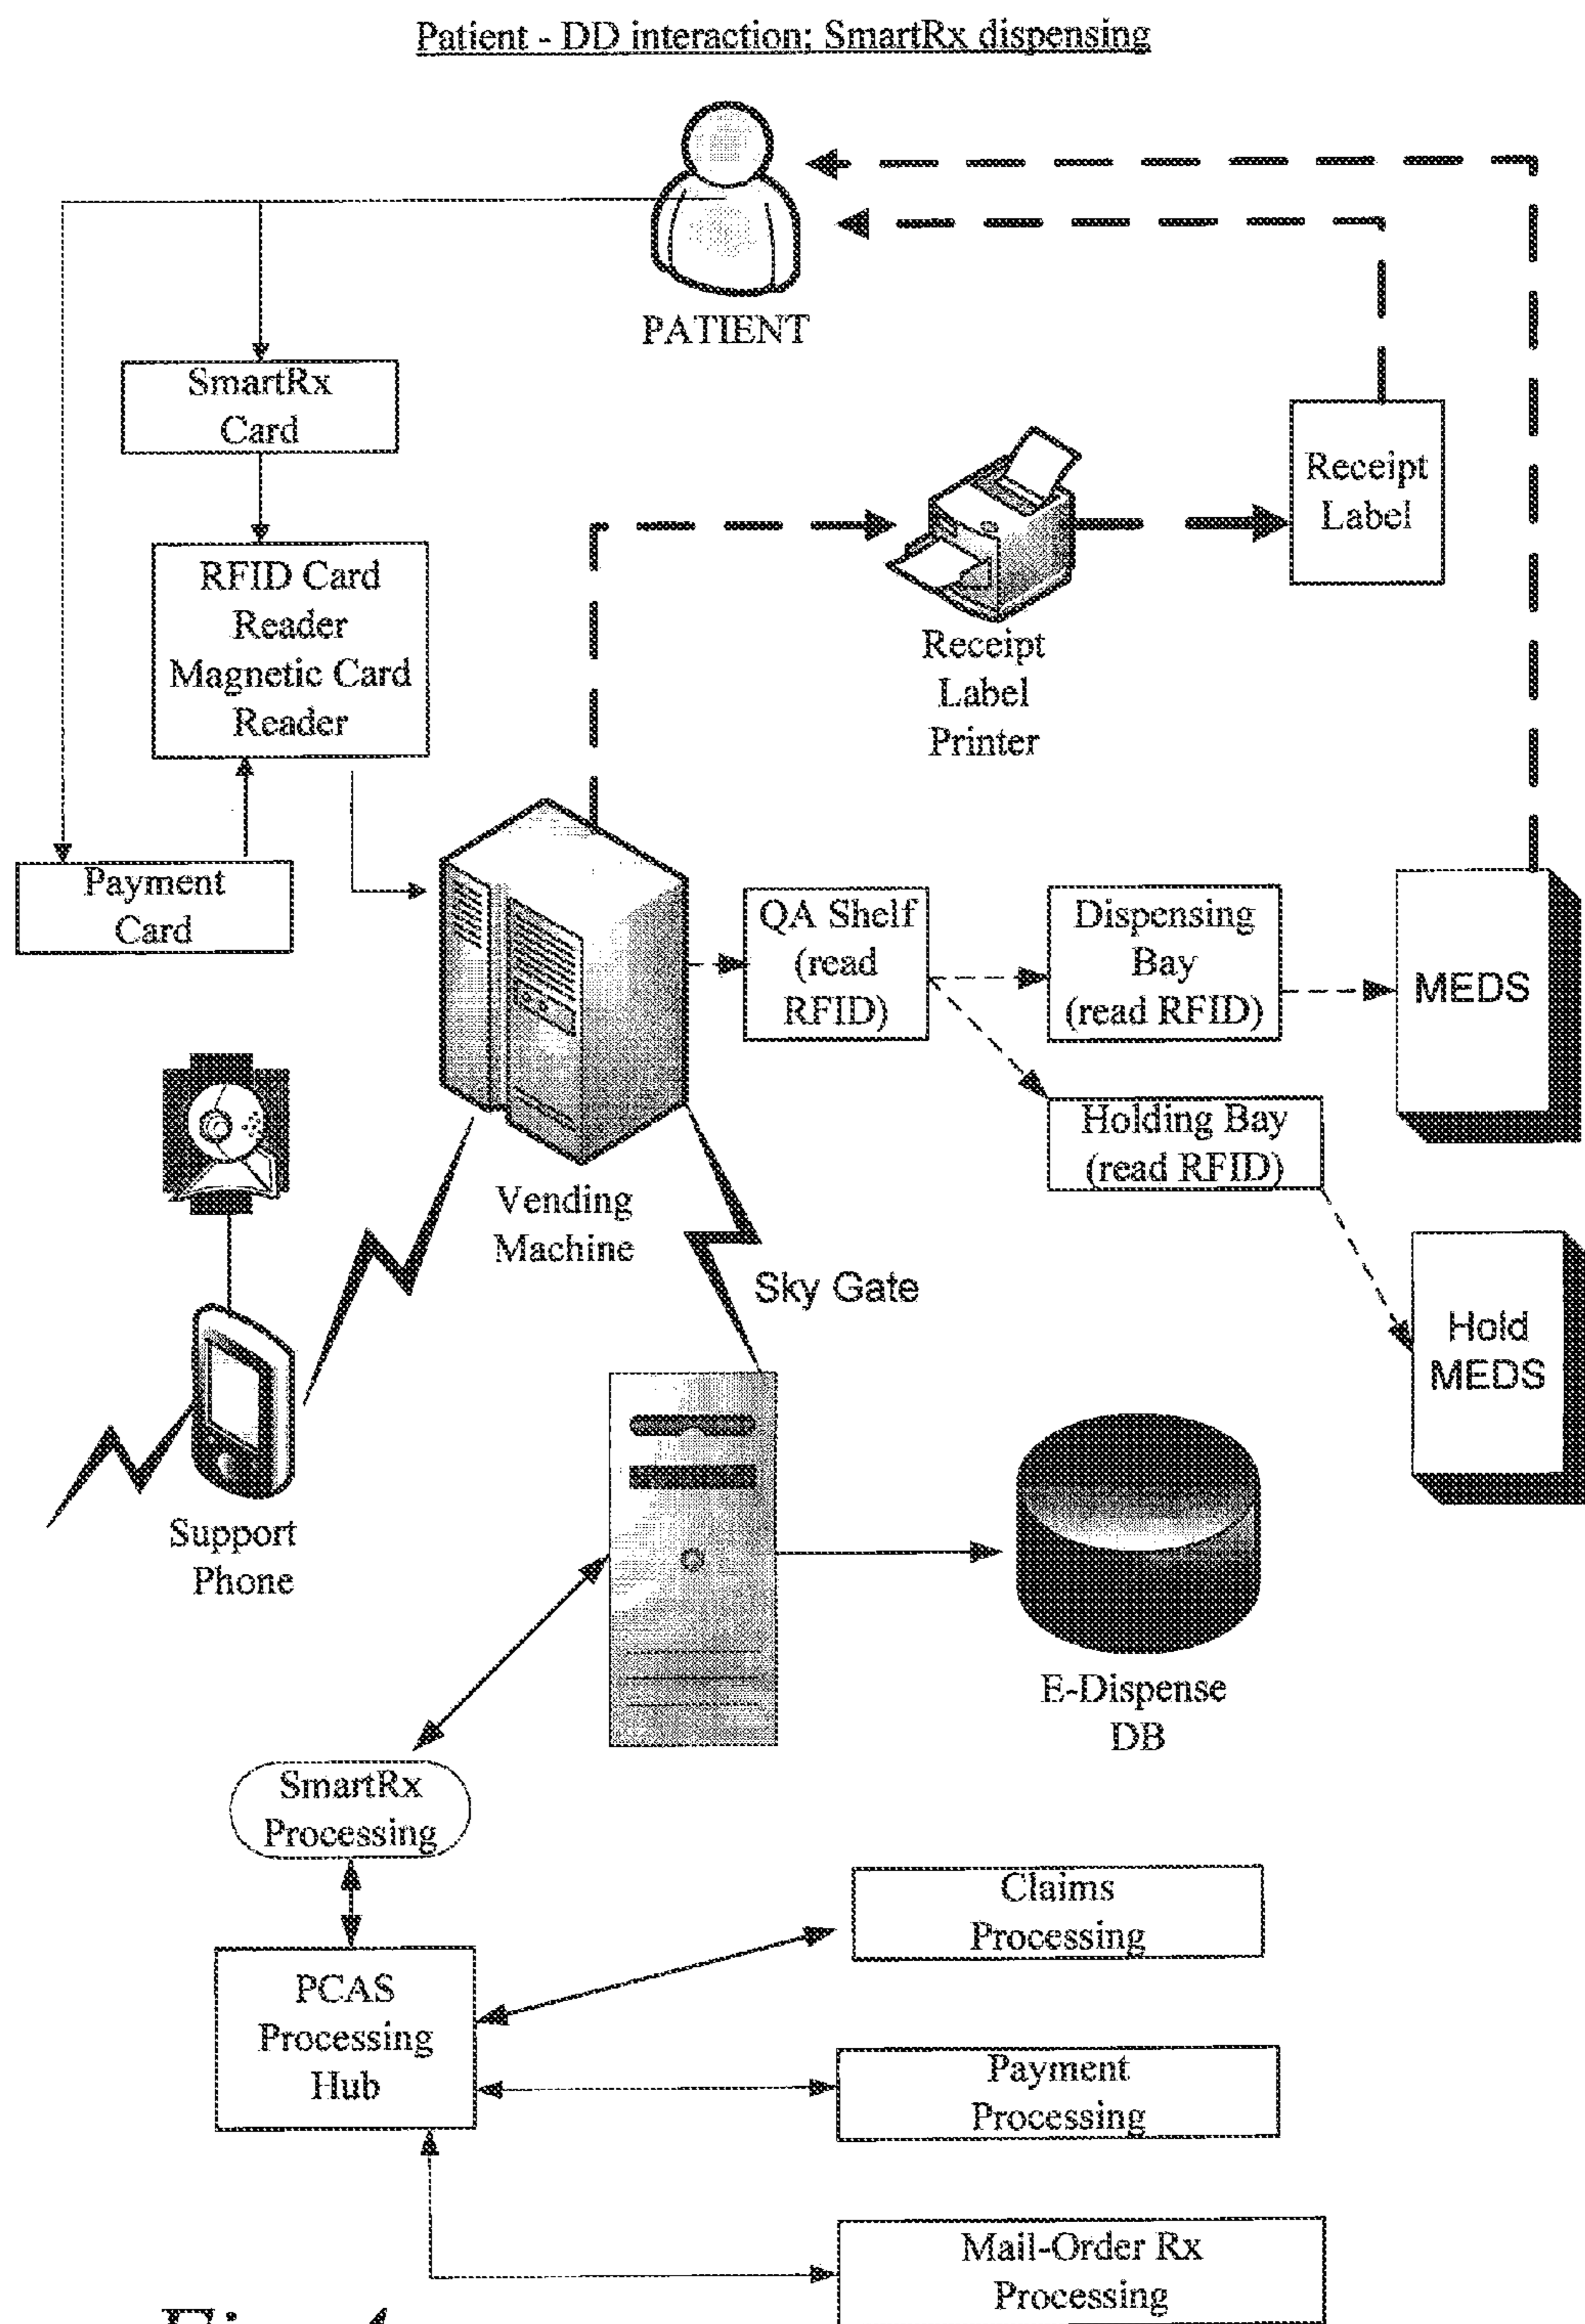 Patient - DD interaction; SmartRx dispensing
PATIENT
SmartRx
Card
Receipt
Label
RFID Card
Reader
Magnetic Card
Reader
Receipt
Label
Printer
Payment
Card
QA Shelf
(read
RFID)
Dispensing
Bay
(read RFID)
MEDS
Holding Bay
(read RFID)
Vending
Machine
Sky Gate
Hold
MEDS
Support
Phone
E-Dispense
DB
SmartRx
Processing
Claims
Processing
PCAS
Processing
Hub
Payment
Processing
Mail-Order Rx
Processing